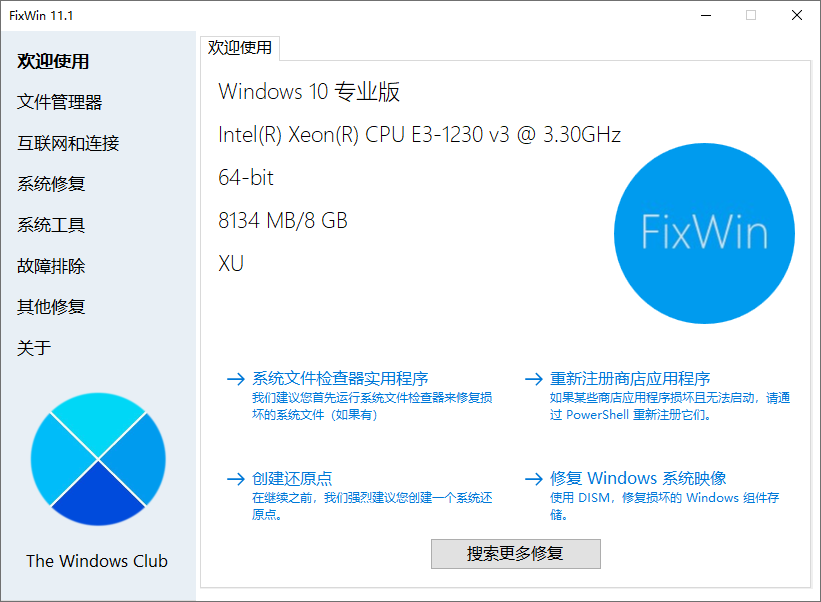 FixWin 11.1
欢迎使用
文件管理器
互联网和连接
系统修复
系统工具
故障排除
其他修复
关于
The Windows Club
欢迎使用
Windows 10 专业版
Intel(R) Xeon(R) CPU E3-1230 v3 @ 3.30GHz
64-bit
8134 MB/8 GB
XU
FixWin
系统文件检查器实用程序
我们建议您首先运行系统文件检查器来修复损
坏的系统文件（如果有）
重新注册商店应用程序
如果某些商店应用程序损坏且无法启动，请通
过 PowerShell 重新注册它们。
创建还原点
在继续之前，我们强烈建议您创建一个系统还
原点。
修复 Windows 系统映像
使用 DISM，修复损坏的 Windows 组件存
储。
搜索更多修复